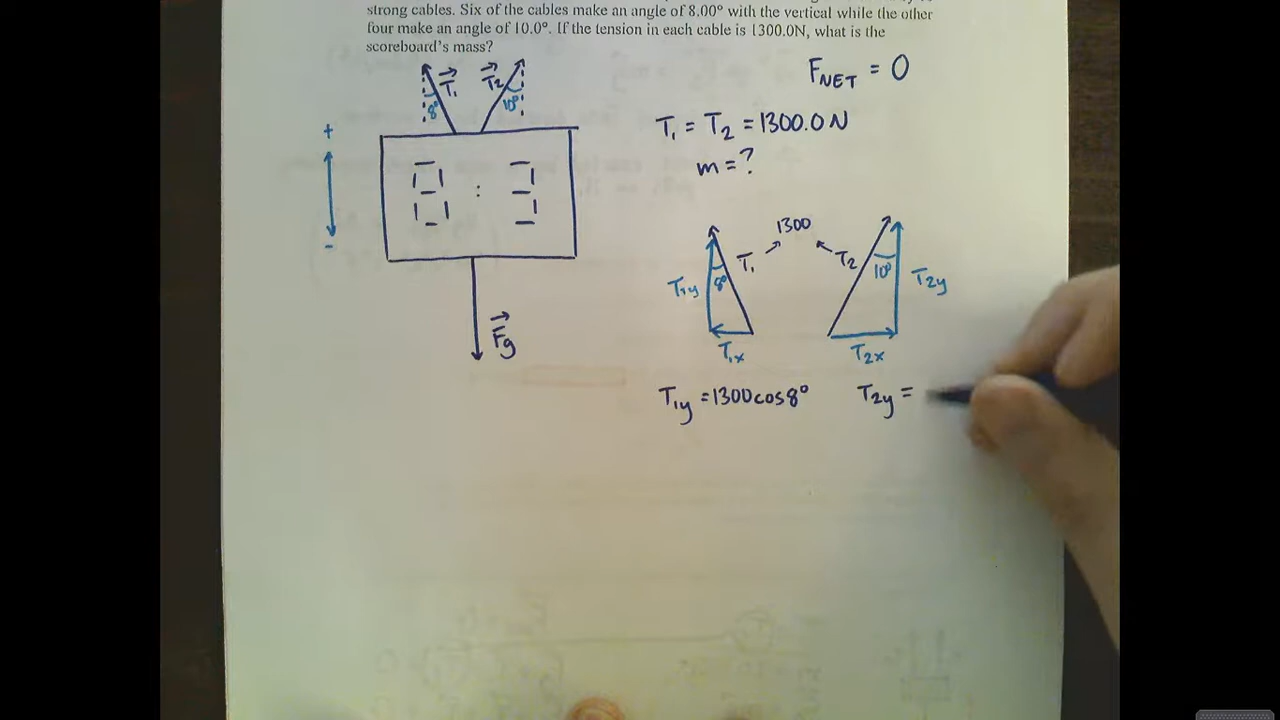 strong cables. Six of the cables make an angle of 8.00° with the vertical while the other
four make an angle of 10.0°. If the tension in each cable is 1300.0N, what is the
scoreboard's mass?
F_NET = 0
T₁ T₂
8° 10°
T₁ = T₂ = 1300.0 N
m = ?
+
-
8 : 3
Fg
1300
T₁ T₂
T₁y 8° 10° T₂y
T₁x T₂x
T₁y = 1300cos8° T₂y =